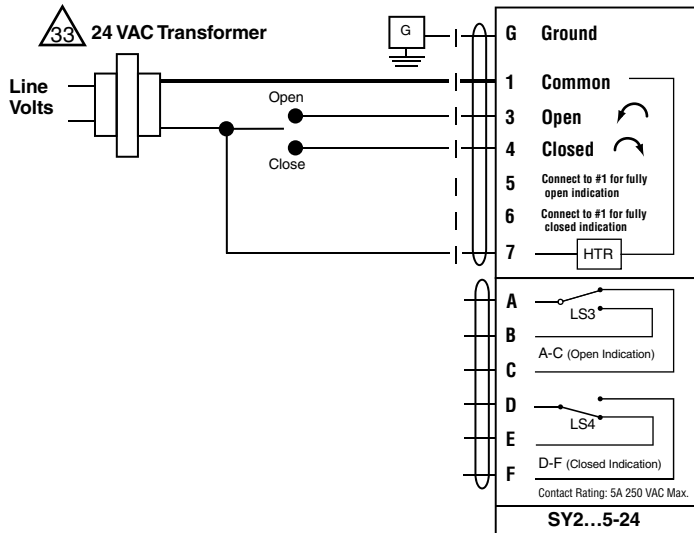 33 24 VAC Transformer
Line
Volts
Open
Close
G
G Ground
1 Common
3 Open
4 Closed
5 Connect to #1 for fully
open indication
6 Connect to #1 for fully
closed indication
7 HTR
A
LS3
B
A-C (Open Indication)
C
D
LS4
E
D-F (Closed Indication)
F
Contact Rating: 5A 250 VAC Max.
SY2...5-24